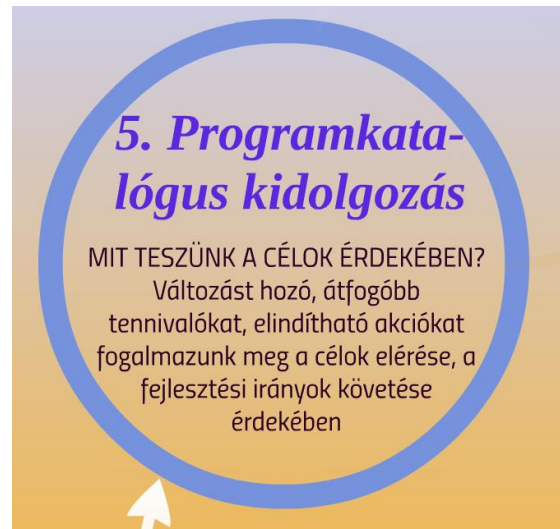 5. Programkata-
lógus kidolgozás
MIT TESZÜNK A CÉLOK ÉRDEKÉBEN?
Változást hozó, átfogóbb
tennivalókat, elindítható akciókat
fogalmazunk meg a célok elérése, a
fejlesztési irányok követése
érdekében